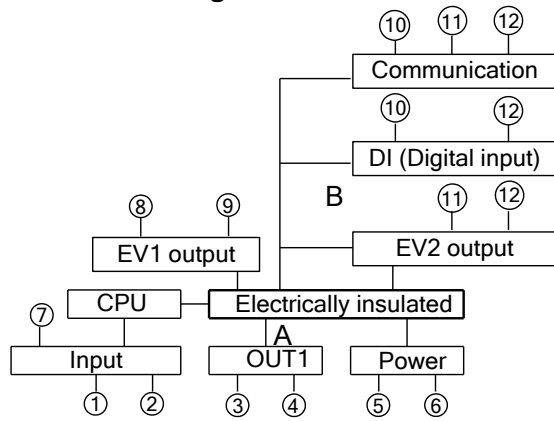 ⑩ ⑪ ⑫
Communication
⑩ ⑫
DI (Digital input)
B
⑪ ⑫
EV2 output
⑧ ⑨
EV1 output
CPU
Electrically insulated
A
⑦
Input
OUT1
Power
① ② ③ ④ ⑤ ⑥